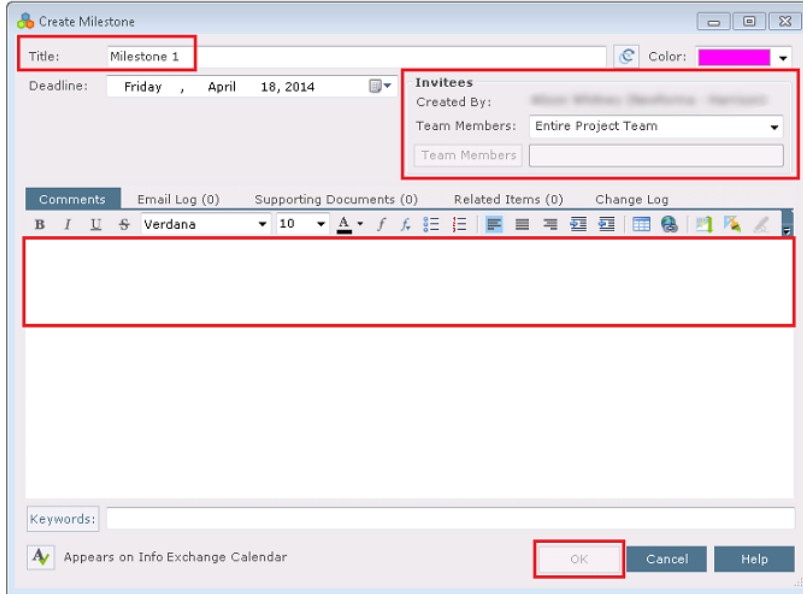 Create Milestone
Title: Milestone 1 Color:
Deadline: Friday , April 18, 2014
Invitees
Created By:
Team Members: Entire Project Team
Team Members
Comments Email Log (0) Supporting Documents (0) Related Items (0) Change Log
B I U S Verdana 10 A f fx
Keywords:
Appears on Info Exchange Calendar
OK Cancel Help